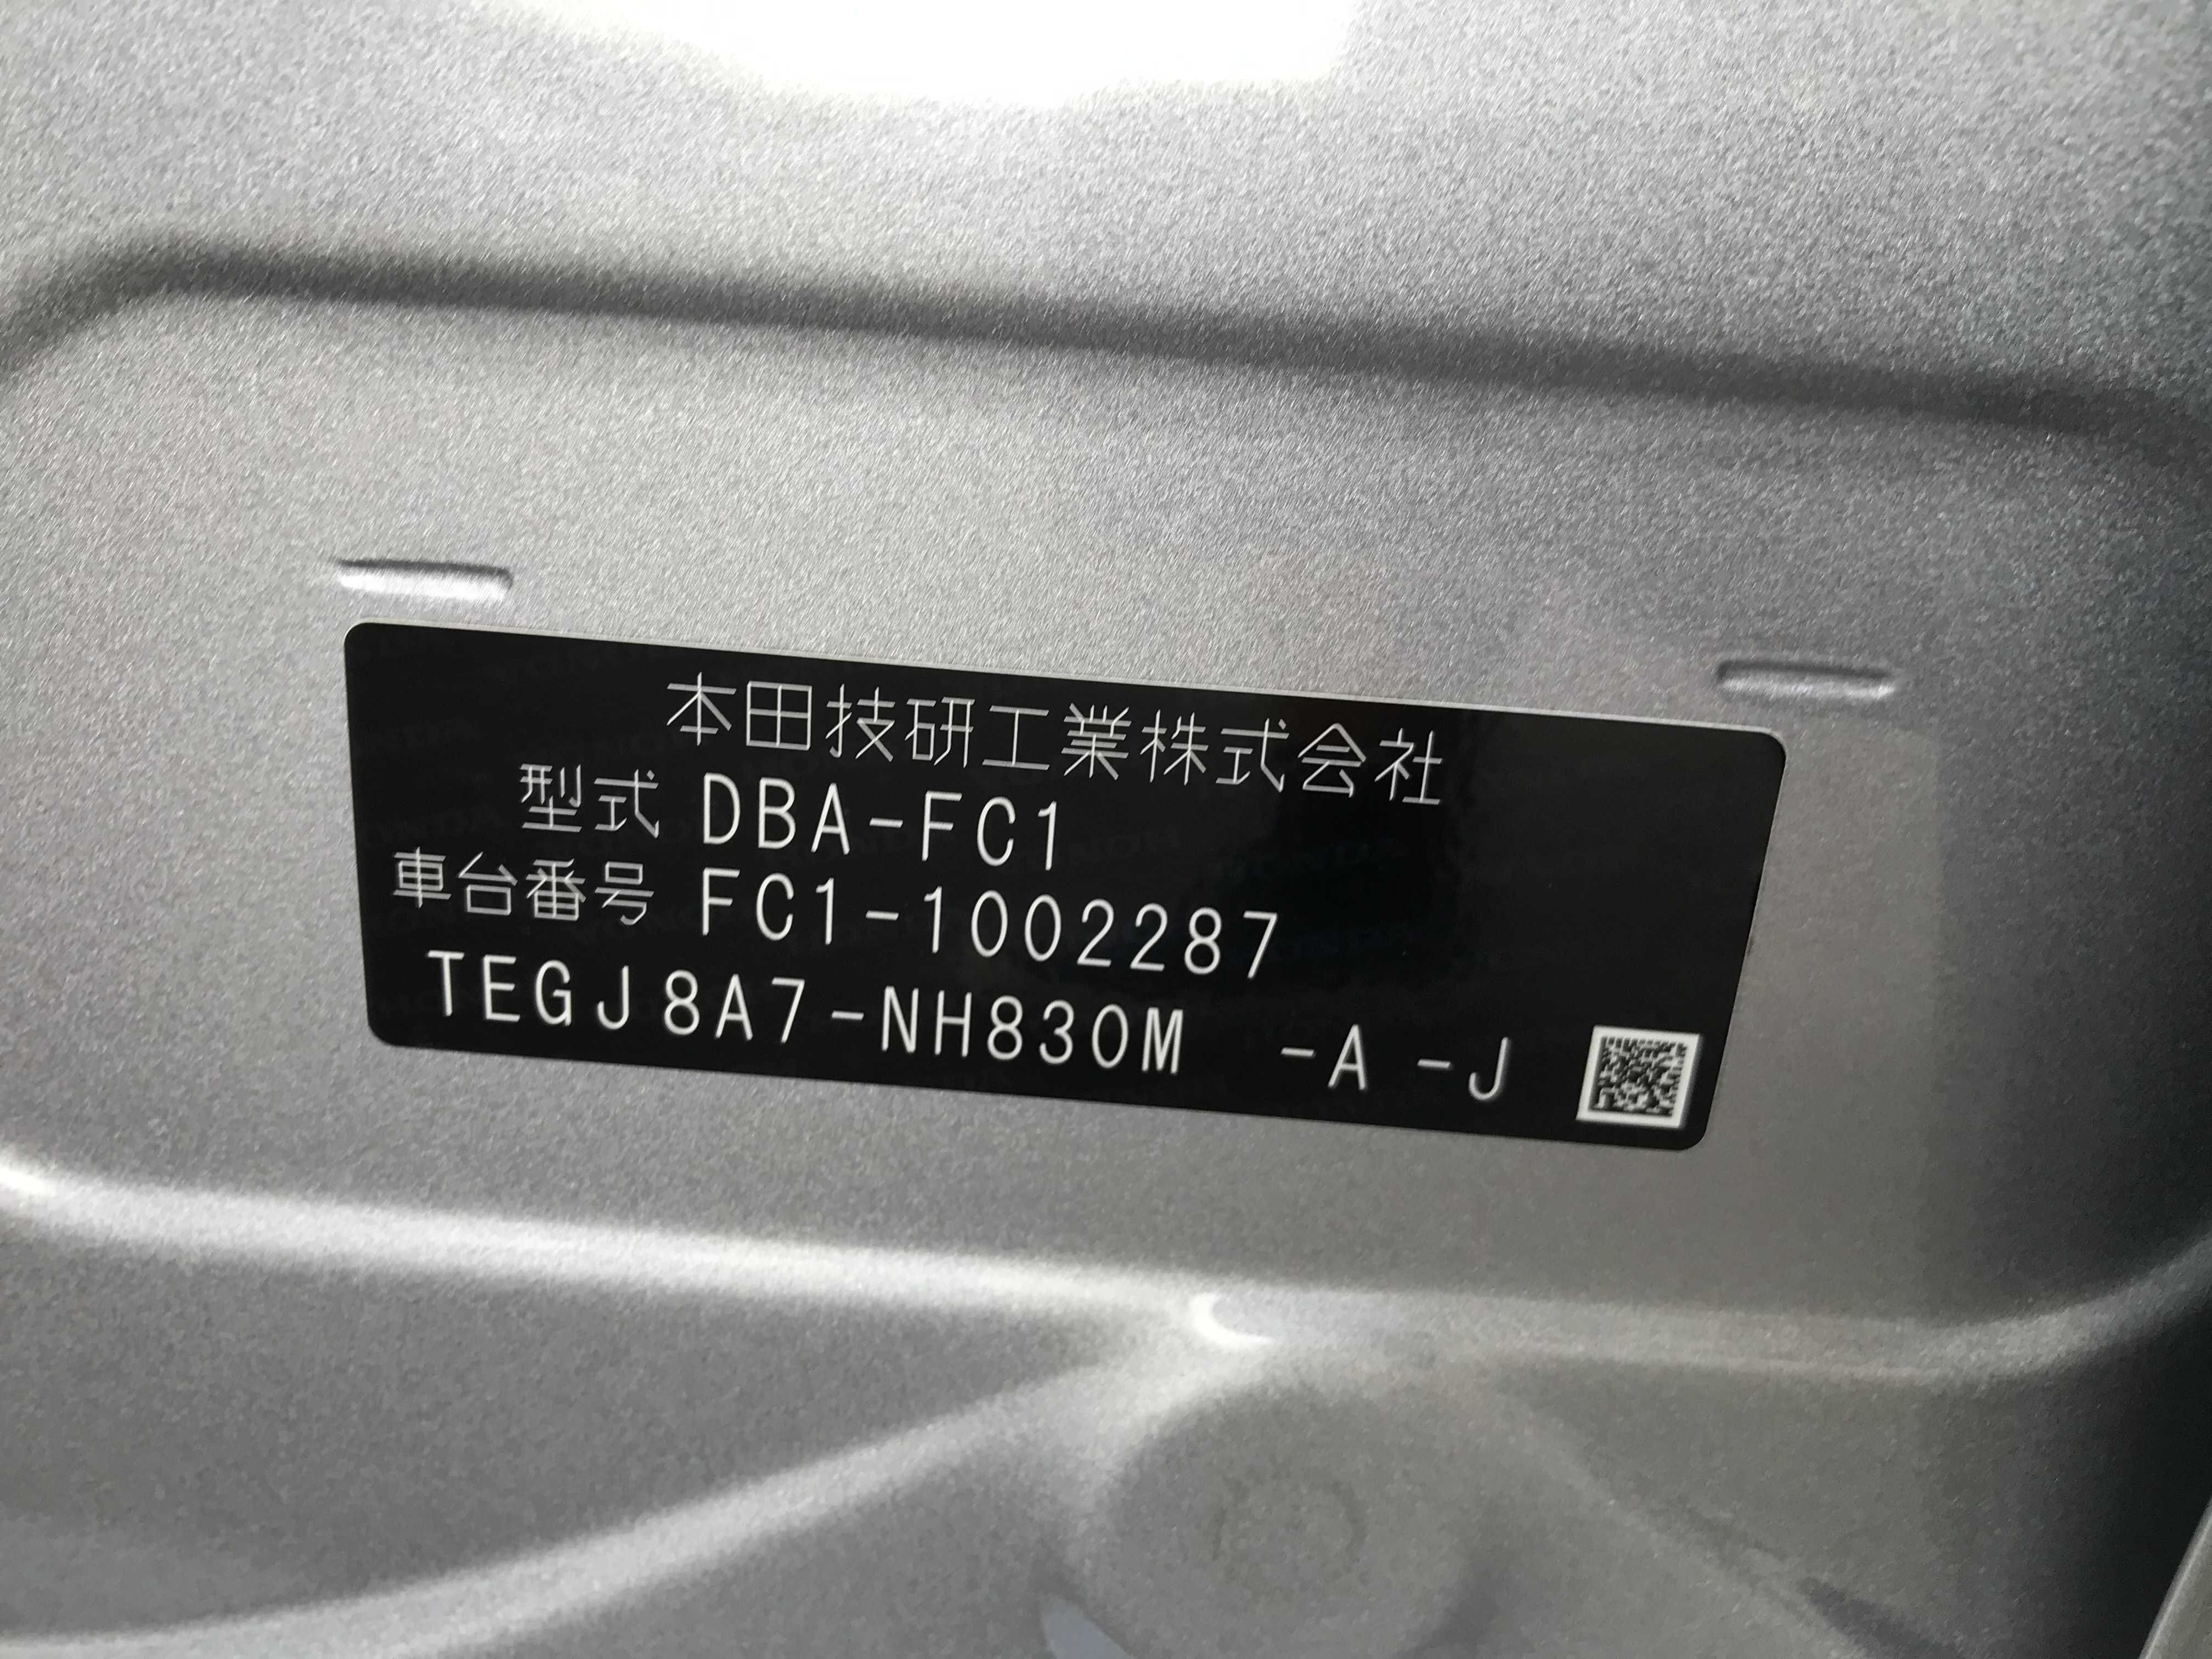 本田技研工業株式会社
型式 DBA-FC1
車台番号 FC1-1002287
TEGJ8A7-NH830M -A -J